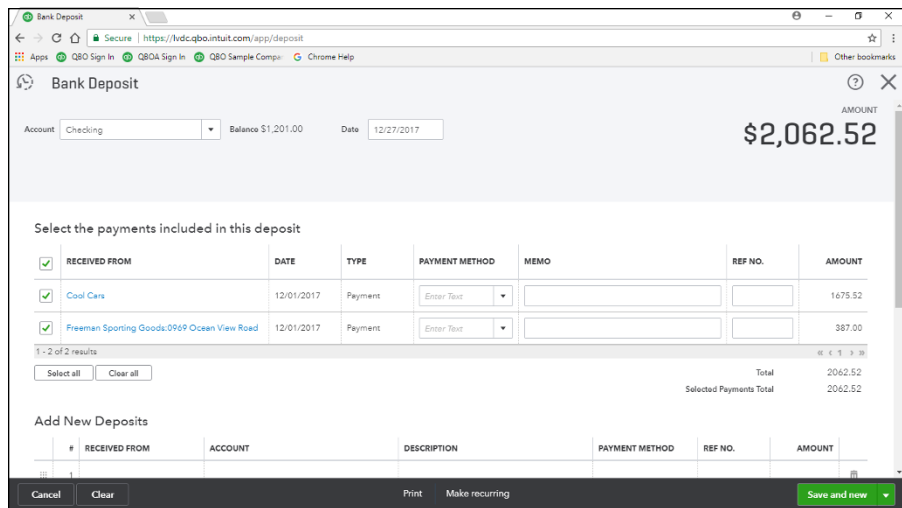 Bank Deposit
Secure | https://lvdc.qbo.intuit.com/app/deposit
Apps QBO Sign In QBOA Sign In QBO Sample Compa Chrome Help Other bookmarks
Bank Deposit
AMOUNT
Account Checking Balance $1,201.00 Date 12/27/2017 $2,062.52
Select the payments included in this deposit
RECEIVED FROM DATE TYPE PAYMENT METHOD MEMO REF NO. AMOUNT
Cool Cars 12/01/2017 Payment Enter Text 1675.52
Freeman Sporting Goods:0969 Ocean View Road 12/01/2017 Payment Enter Text 387.00
1 - 2 of 2 results « < 1 > »
Select all Clear all Total 2062.52
Selected Payments Total 2062.52
Add New Deposits
# RECEIVED FROM ACCOUNT DESCRIPTION PAYMENT METHOD REF NO. AMOUNT
1
Cancel Clear Print Make recurring Save and new